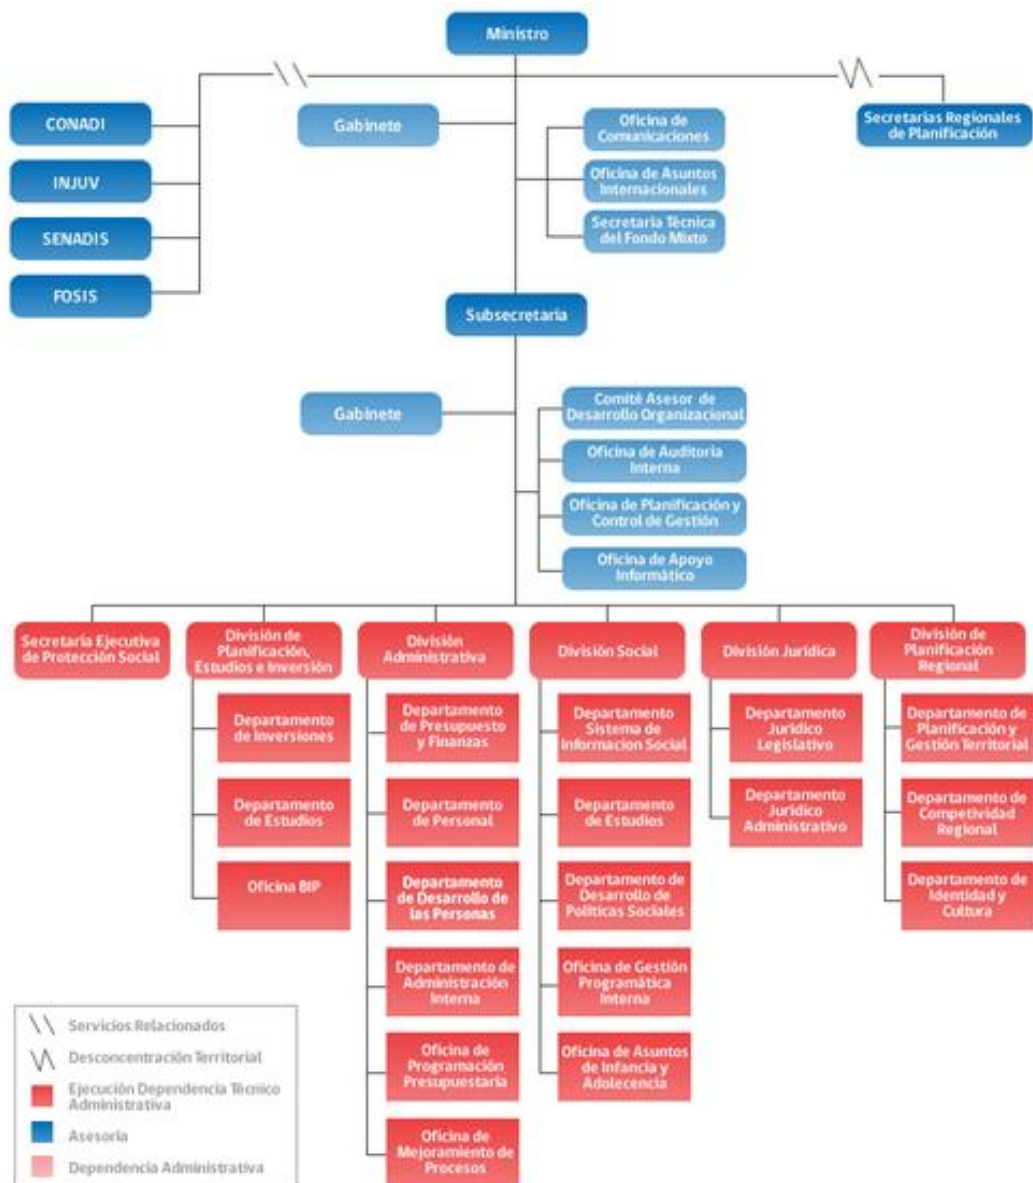 Ministro
CONADI
INJUV
SENADIS
FOSIS
Gabinete
Oficina de
Comunicaciones
Oficina de Asuntos
Internacionales
Secretaria Técnica
del Fondo Mixto
Secretarias Regionales
de Planificación
Subsecretaria
Gabinete
Comité Asesor de
Desarrollo Organizacional
Oficina de Auditoria
Interna
Oficina de Planificación y
Control de Gestión
Oficina de Apoyo
Informático
Secretaria Ejecutiva
de Protección Social
División de
Planificación,
Estudios e Inversión
Departamento
de Inversiones
Departamento
de Estudios
Oficina BIP
División
Administrativa
Departamento
de Presupuesto
y Finanzas
Departamento
de Personal
Departamento
de Desarrollo de
las Personas
Departamento de
Administración
Interna
Oficina de
Programación
Presupuestaria
Oficina de
Mejoramiento de
Procesos
División Social
Departamento
Sistema de
Informacion Social
Departamento
de Estudios
Departamento de
Desarrollo de
Politicas Sociales
Oficina de Gestión
Programática
Interna
Oficina de Asuntos
de Infancia y
Adolecencia
División Jurídica
Departamento
Jurídico
Legislativo
Departamento
Jurídico
Administrativo
División de
Planificación
Regional
Departamento de
Planificación y
Gestión Territorial
Departamento de
Competividad
Regional
Departamento de
Identidad y
Cultura
Servicios Relacionados
Desconcentración Territorial
Ejecución Dependencia Técnico
Administrativa
Asesoria
Dependencia Administrativa